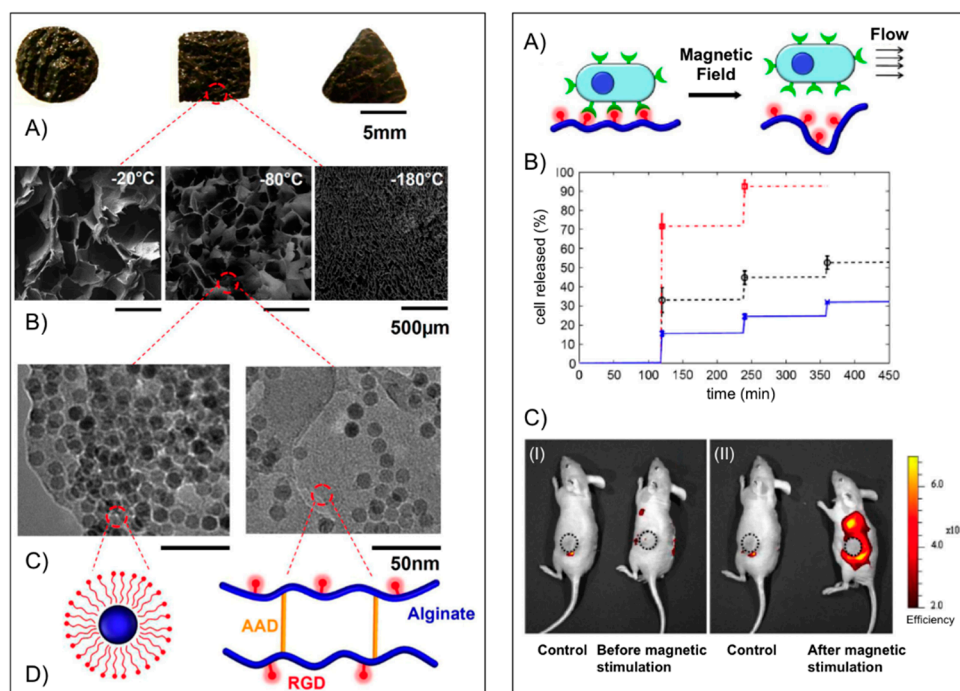 A)
5mm
-20°C
-80°C
-180°C
B)
500µm
C)
50nm
AAD
Alginate
RGD
D)
A)
Magnetic
Field
Flow
B)
100
90
80
70
60
50
40
30
20
10
0
cell released (%)
0
50
100
150
200
250
300
350
400
450
time (min)
C)
(I)
(II)
6.0
4.0
x10
2.0
Efficiency
Control
Before magnetic
stimulation
Control
After magnetic
stimulation